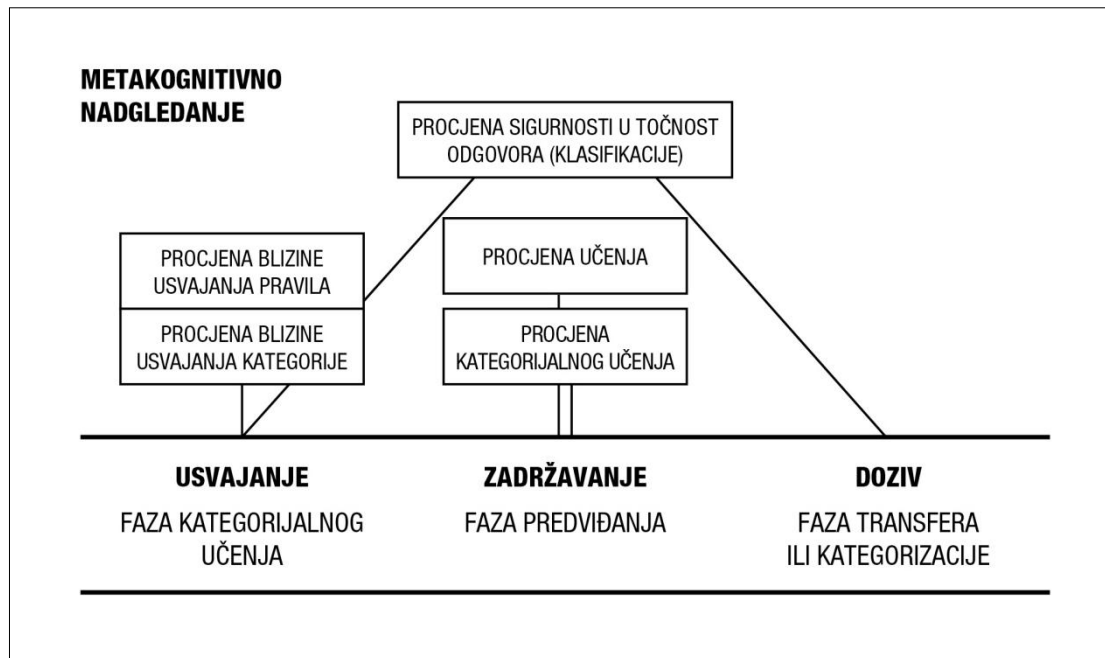 METAKOGNITIVNO
NADGLEDANJE
PROCJENA SIGURNOSTI U TOČNOST
ODGOVORA (KLASIFIKACIJE)
PROCJENA BLIZINE
USVAJANJA PRAVILA
PROCJENA UČENJA
PROCJENA BLIZINE
USVAJANJA KATEGORIJE
PROCJENA
KATEGORIJALNOG UČENJA
USVAJANJE
FAZA KATEGORIJALNOG
UČENJA
ZADRŽAVANJE
FAZA PREDVIĐANJA
DOZIV
FAZA TRANSFERA
ILI KATEGORIZACIJE